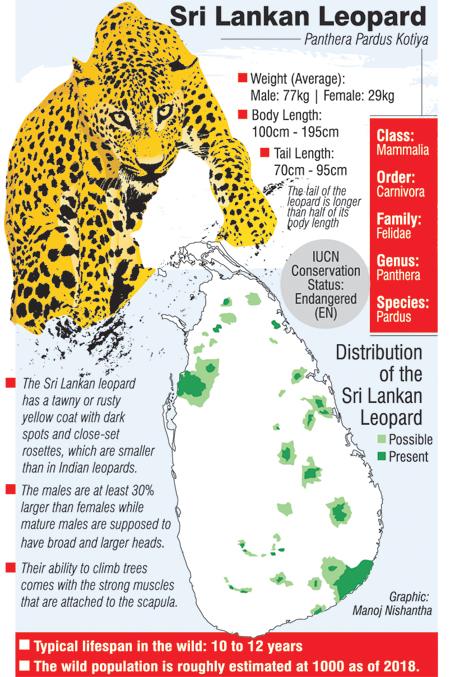 Sri Lankan Leopard
Panthera Pardus Kotiya
Weight (Average):
Male: 77kg | Female: 29kg
Body Length:
100cm - 195cm
Tail Length:
70cm - 95cm
The tail of the
leopard is longer
than half of its
body length
Class:
Mammalia
Order:
Carnivora
Family:
Felidae
Genus:
Panthera
Species:
Pardus
IUCN
Conservation
Status:
Endangered
(EN)
Distribution
of the
Sri Lankan
Leopard
Possible
Present
The Sri Lankan leopard
has a tawny or rusty
yellow coat with dark
spots and close-set
rosettes, which are smaller
than in Indian leopards.
The males are at least 30%
larger than females while
mature males are supposed to
have broad and larger heads.
Their ability to climb trees
comes with the strong muscles
that are attached to the scapula.
Graphic:
Manoj Nishantha
Typical lifespan in the wild: 10 to 12 years
The wild population is roughly estimated at 1000 as of 2018.